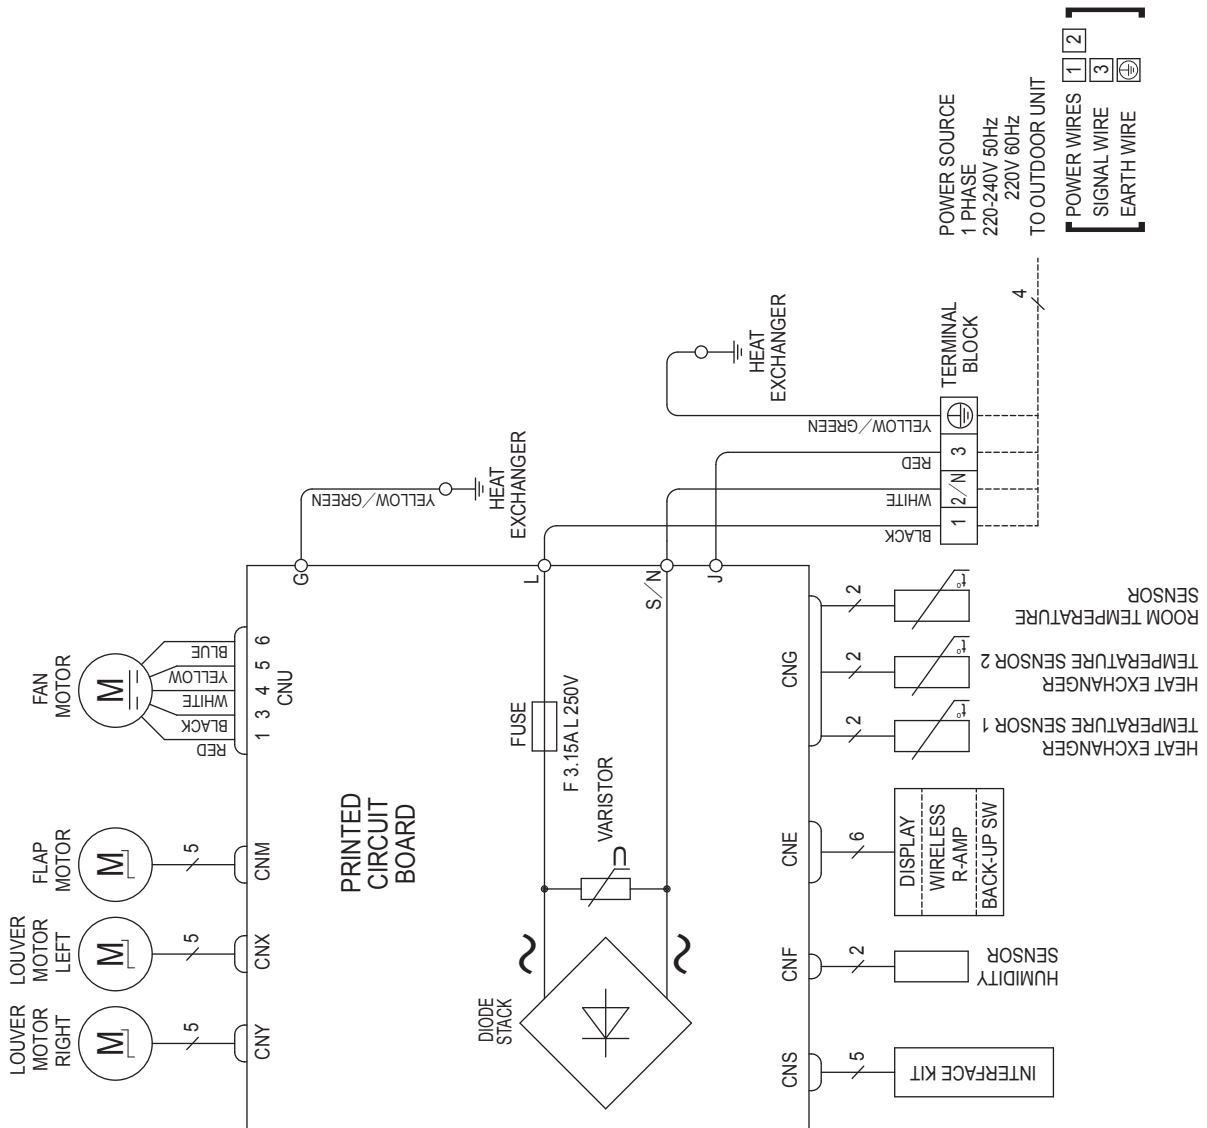 POWER SOURCE
1 PHASE
220-240V 50Hz
220V 60Hz
TO OUTDOOR UNIT
POWER WIRES 1 2
SIGNAL WIRE 3
EARTH WIRE
4
TERMINAL
BLOCK
1
2/N
3
BLACK
WHITE
RED
YELLOW/GREEN
HEAT
EXCHANGER
YELLOW/GREEN
HEAT
EXCHANGER
G
L
S/N
J
FAN
MOTOR
M
RED
BLACK
WHITE
YELLOW
BLUE
1 3 4 5 6
CNU
FLAP
MOTOR
M
5
CNM
LOUVER
MOTOR
LEFT
M
5
CNX
LOUVER
MOTOR
RIGHT
M
5
CNY
PRINTED
CIRCUIT
BOARD
FUSE
F 3.15A L 250V
VARISTOR
DIODE
STACK
CNG
2
t°
ROOM TEMPERATURE
SENSOR
2
t°
HEAT EXCHANGER
TEMPERATURE SENSOR 2
2
t°
HEAT EXCHANGER
TEMPERATURE SENSOR 1
CNE
6
DISPLAY
WIRELESS
R-AMP
BACK-UP SW
CNF
2
HUMIDITY
SENSOR
CNS
5
INTERFACE KIT